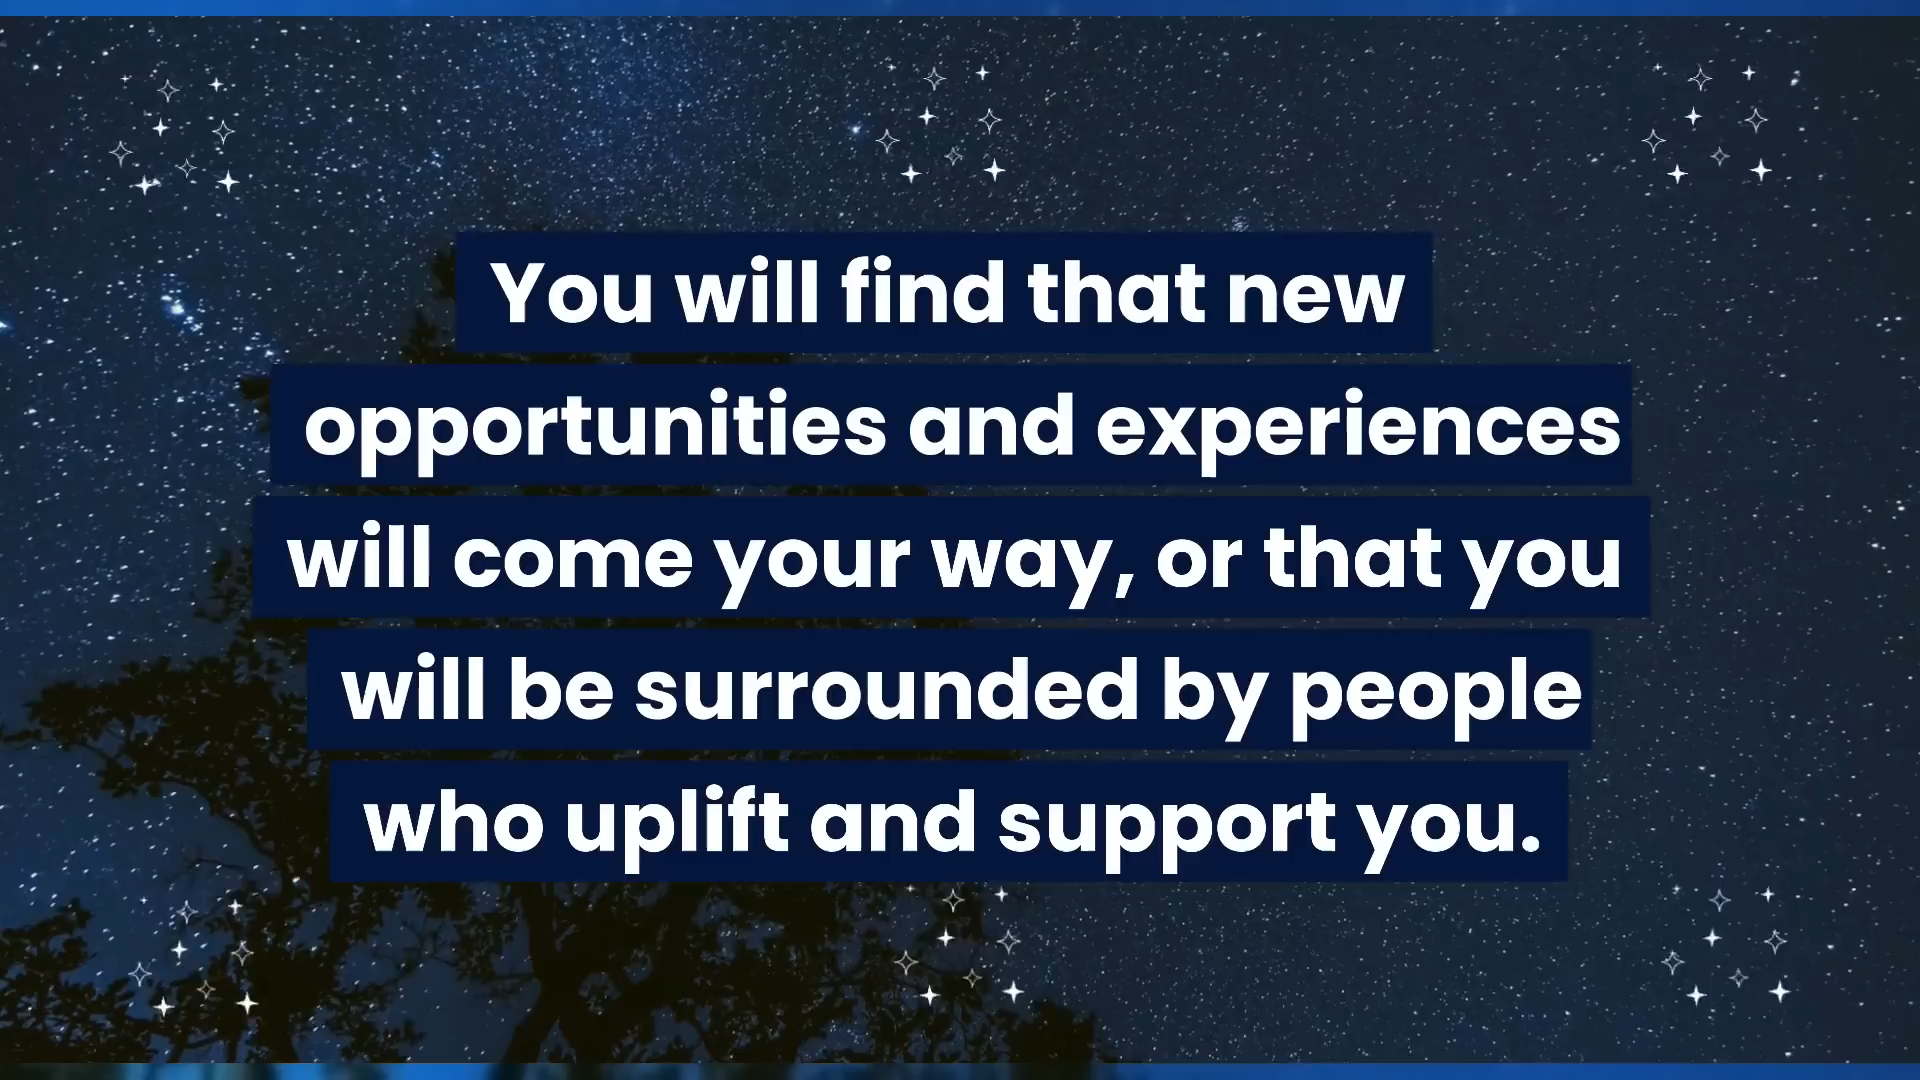 You will find that new
opportunities and experiences
will come your way, or that you
will be surrounded by people
who uplift and support you.